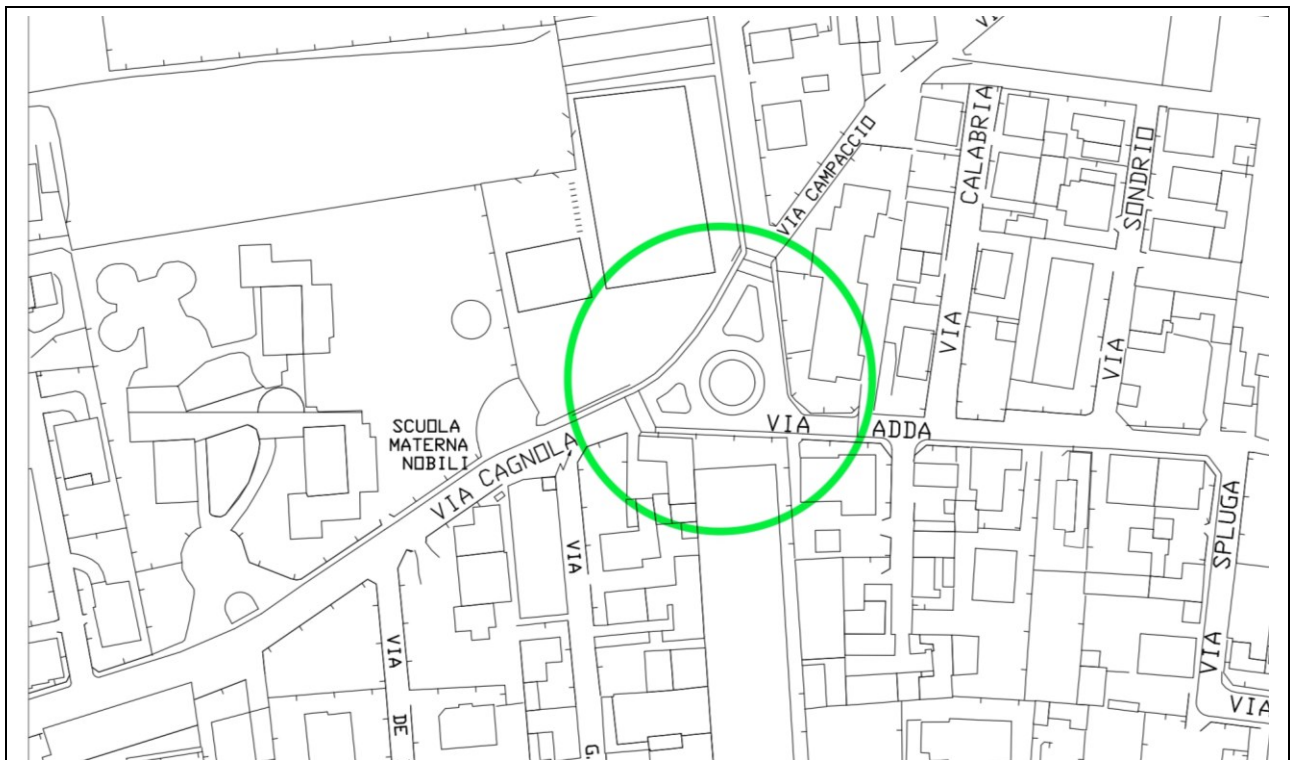 VIA CAMPACCIO
VIA CALABRIA
VIA SONDRIO
SCUOLA
MATERNA
NOBILI
VIA CAGNOLA
VIA ADDA
VIA SPLUGA
VIA
G.
VIA DE
VIA